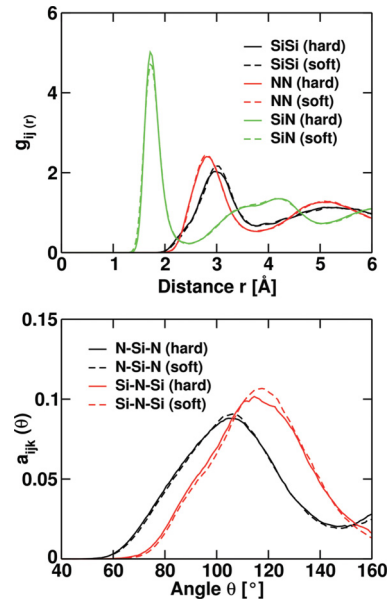 6
4
2
0
g ij (r)
SiSi (hard)
SiSi (soft)
NN (hard)
NN (soft)
SiN (hard)
SiN (soft)
0 1 2 3 4 5 6
Distance r [Å]
0.15
0.1
0.05
0
a ijk (θ)
N-Si-N (hard)
N-Si-N (soft)
Si-N-Si (hard)
Si-N-Si (soft)
40 60 80 100 120 140 160
Angle θ [°]